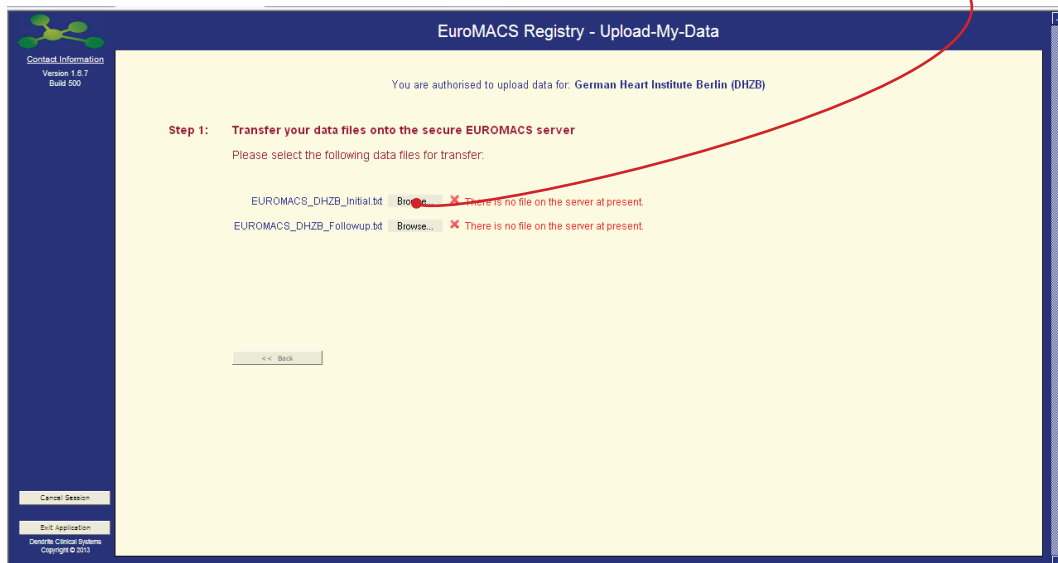 EuroMACS Registry - Upload-My-Data
Contact Information
Version 1.6.7
Build 500
You are authorised to upload data for: German Heart Institute Berlin (DHZB)
Step 1: Transfer your data files onto the secure EUROMACS server
Please select the following data files for transfer:
EUROMACS_DHZB_Initial.txt Browse... There is no file on the server at present.
EUROMACS_DHZB_Followup.txt Browse... There is no file on the server at present.
<< Back
Cancel Session
Exit Application
Dendrite Clinical Systems
Copyright © 2013